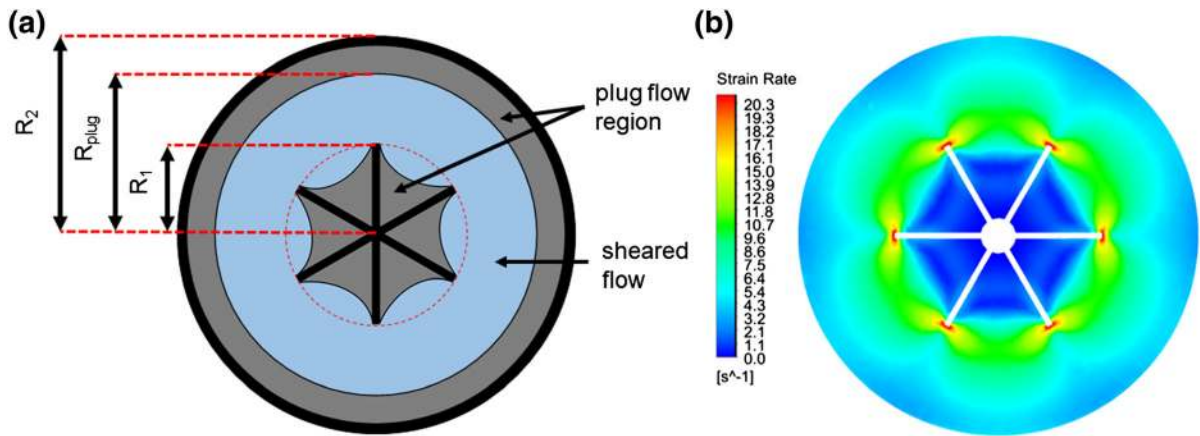 (a)
R2
Rplug
R1
plug flow
region
sheared
flow
(b)
Strain Rate
20.3
19.3
18.2
17.1
16.1
15.0
13.9
12.8
11.8
10.7
9.6
8.6
7.5
6.4
5.4
4.3
3.2
2.1
1.1
0.0
[s^-1]